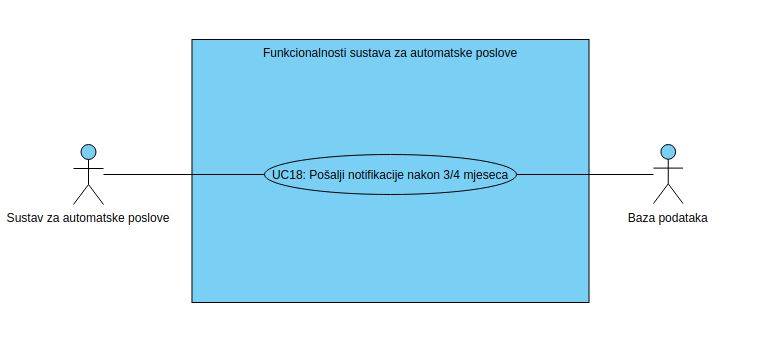 Funkcionalnosti sustava za automatske poslove
UC18: Pošalji notifikacije nakon 3/4 mjeseca
Sustav za automatske poslove
Baza podataka